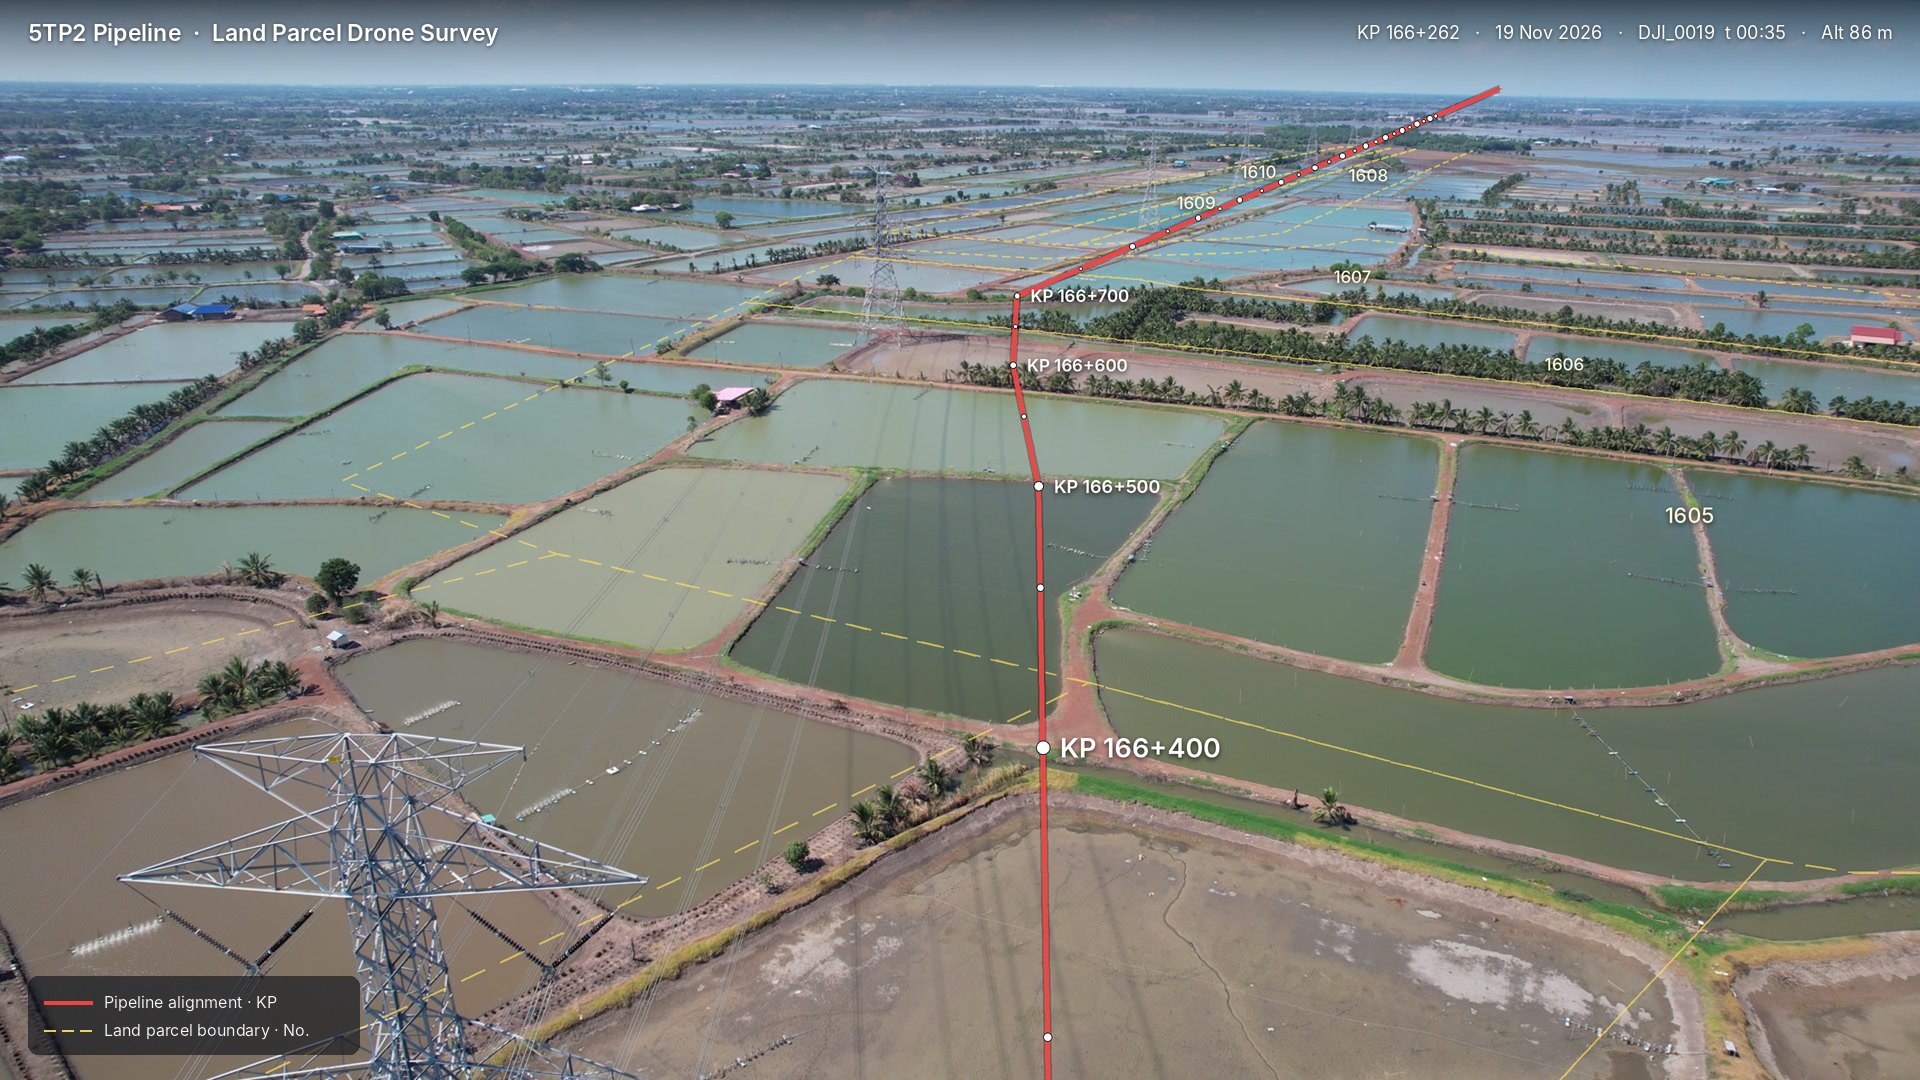 5TP2 Pipeline · Land Parcel Drone Survey
KP 166+262 · 19 Nov 2026 · DJI_0019 t 00:35 · Alt 86 m
1610
1608
1609
1607
KP 166+700
KP 166+600
1606
KP 166+500
1605
KP 166+400
Pipeline alignment · KP
Land parcel boundary · No.